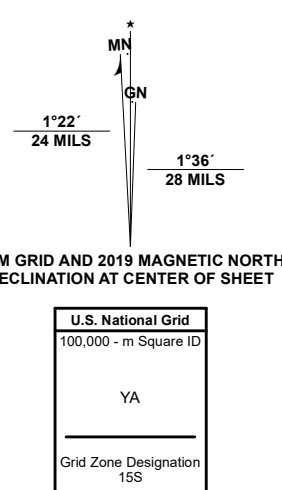 MN
GN
1°22´
24 MILS
1°36´
28 MILS
M GRID AND 2019 MAGNETIC NORTH
ECLINATION AT CENTER OF SHEET
U.S. National Grid
100,000 - m Square ID
YA
Grid Zone Designation
15S